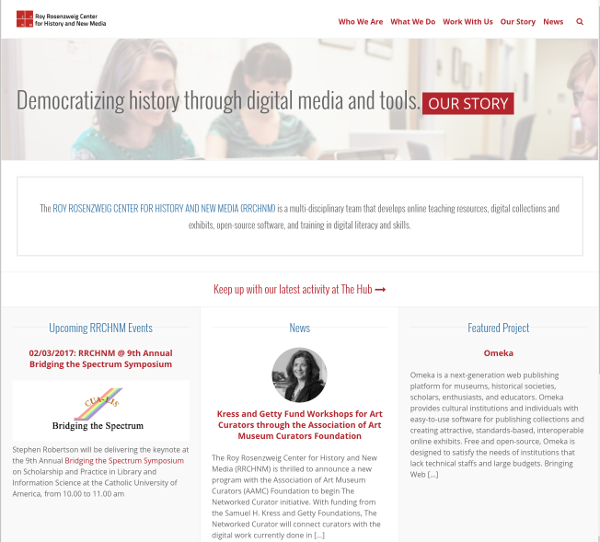 Roy Rosenzweig Center
for History and New Media
Who We Are What We Do Work With Us Our Story News
Democratizing history through digital media and tools. OUR STORY
The ROY ROSENZWEIG CENTER FOR HISTORY AND NEW MEDIA (RRCHNM) is a multi-disciplinary team that develops online teaching resources, digital collections and
exhibits, open-source software, and training in digital literacy and skills.
Keep up with our latest activity at The Hub →
Upcoming RRCHNM Events
02/03/2017: RRCHNM @ 9th Annual
Bridging the Spectrum Symposium
CUA-LIS
Bridging the Spectrum
Stephen Robertson will be delivering the keynote at
the 9th Annual Bridging the Spectrum Symposium
on Scholarship and Practice in Library and
Information Science at the Catholic University of
America, from 10.00 to 11.00 am
News
Kress and Getty Fund Workshops for Art
Curators through the Association of Art
Museum Curators Foundation
The Roy Rosenzweig Center for History and New
Media (RRCHNM) is thrilled to announce a new
program with the Association of Art Museum
Curators (AAMC) Foundation to begin The
Networked Curator initiative. With funding from
the Samuel H. Kress and Getty Foundations, The
Networked Curator will connect curators with the
digital work currently done in [...]
Featured Project
Omeka
Omeka is a next-generation web publishing
platform for museums, historical societies,
scholars, enthusiasts, and educators. Omeka
provides cultural institutions and individuals with
easy-to-use software for publishing collections and
creating attractive, standards-based, interoperable
online exhibits. Free and open-source, Omeka is
designed to satisfy the needs of institutions that
lack technical staffs and large budgets. Bringing
Web [...]